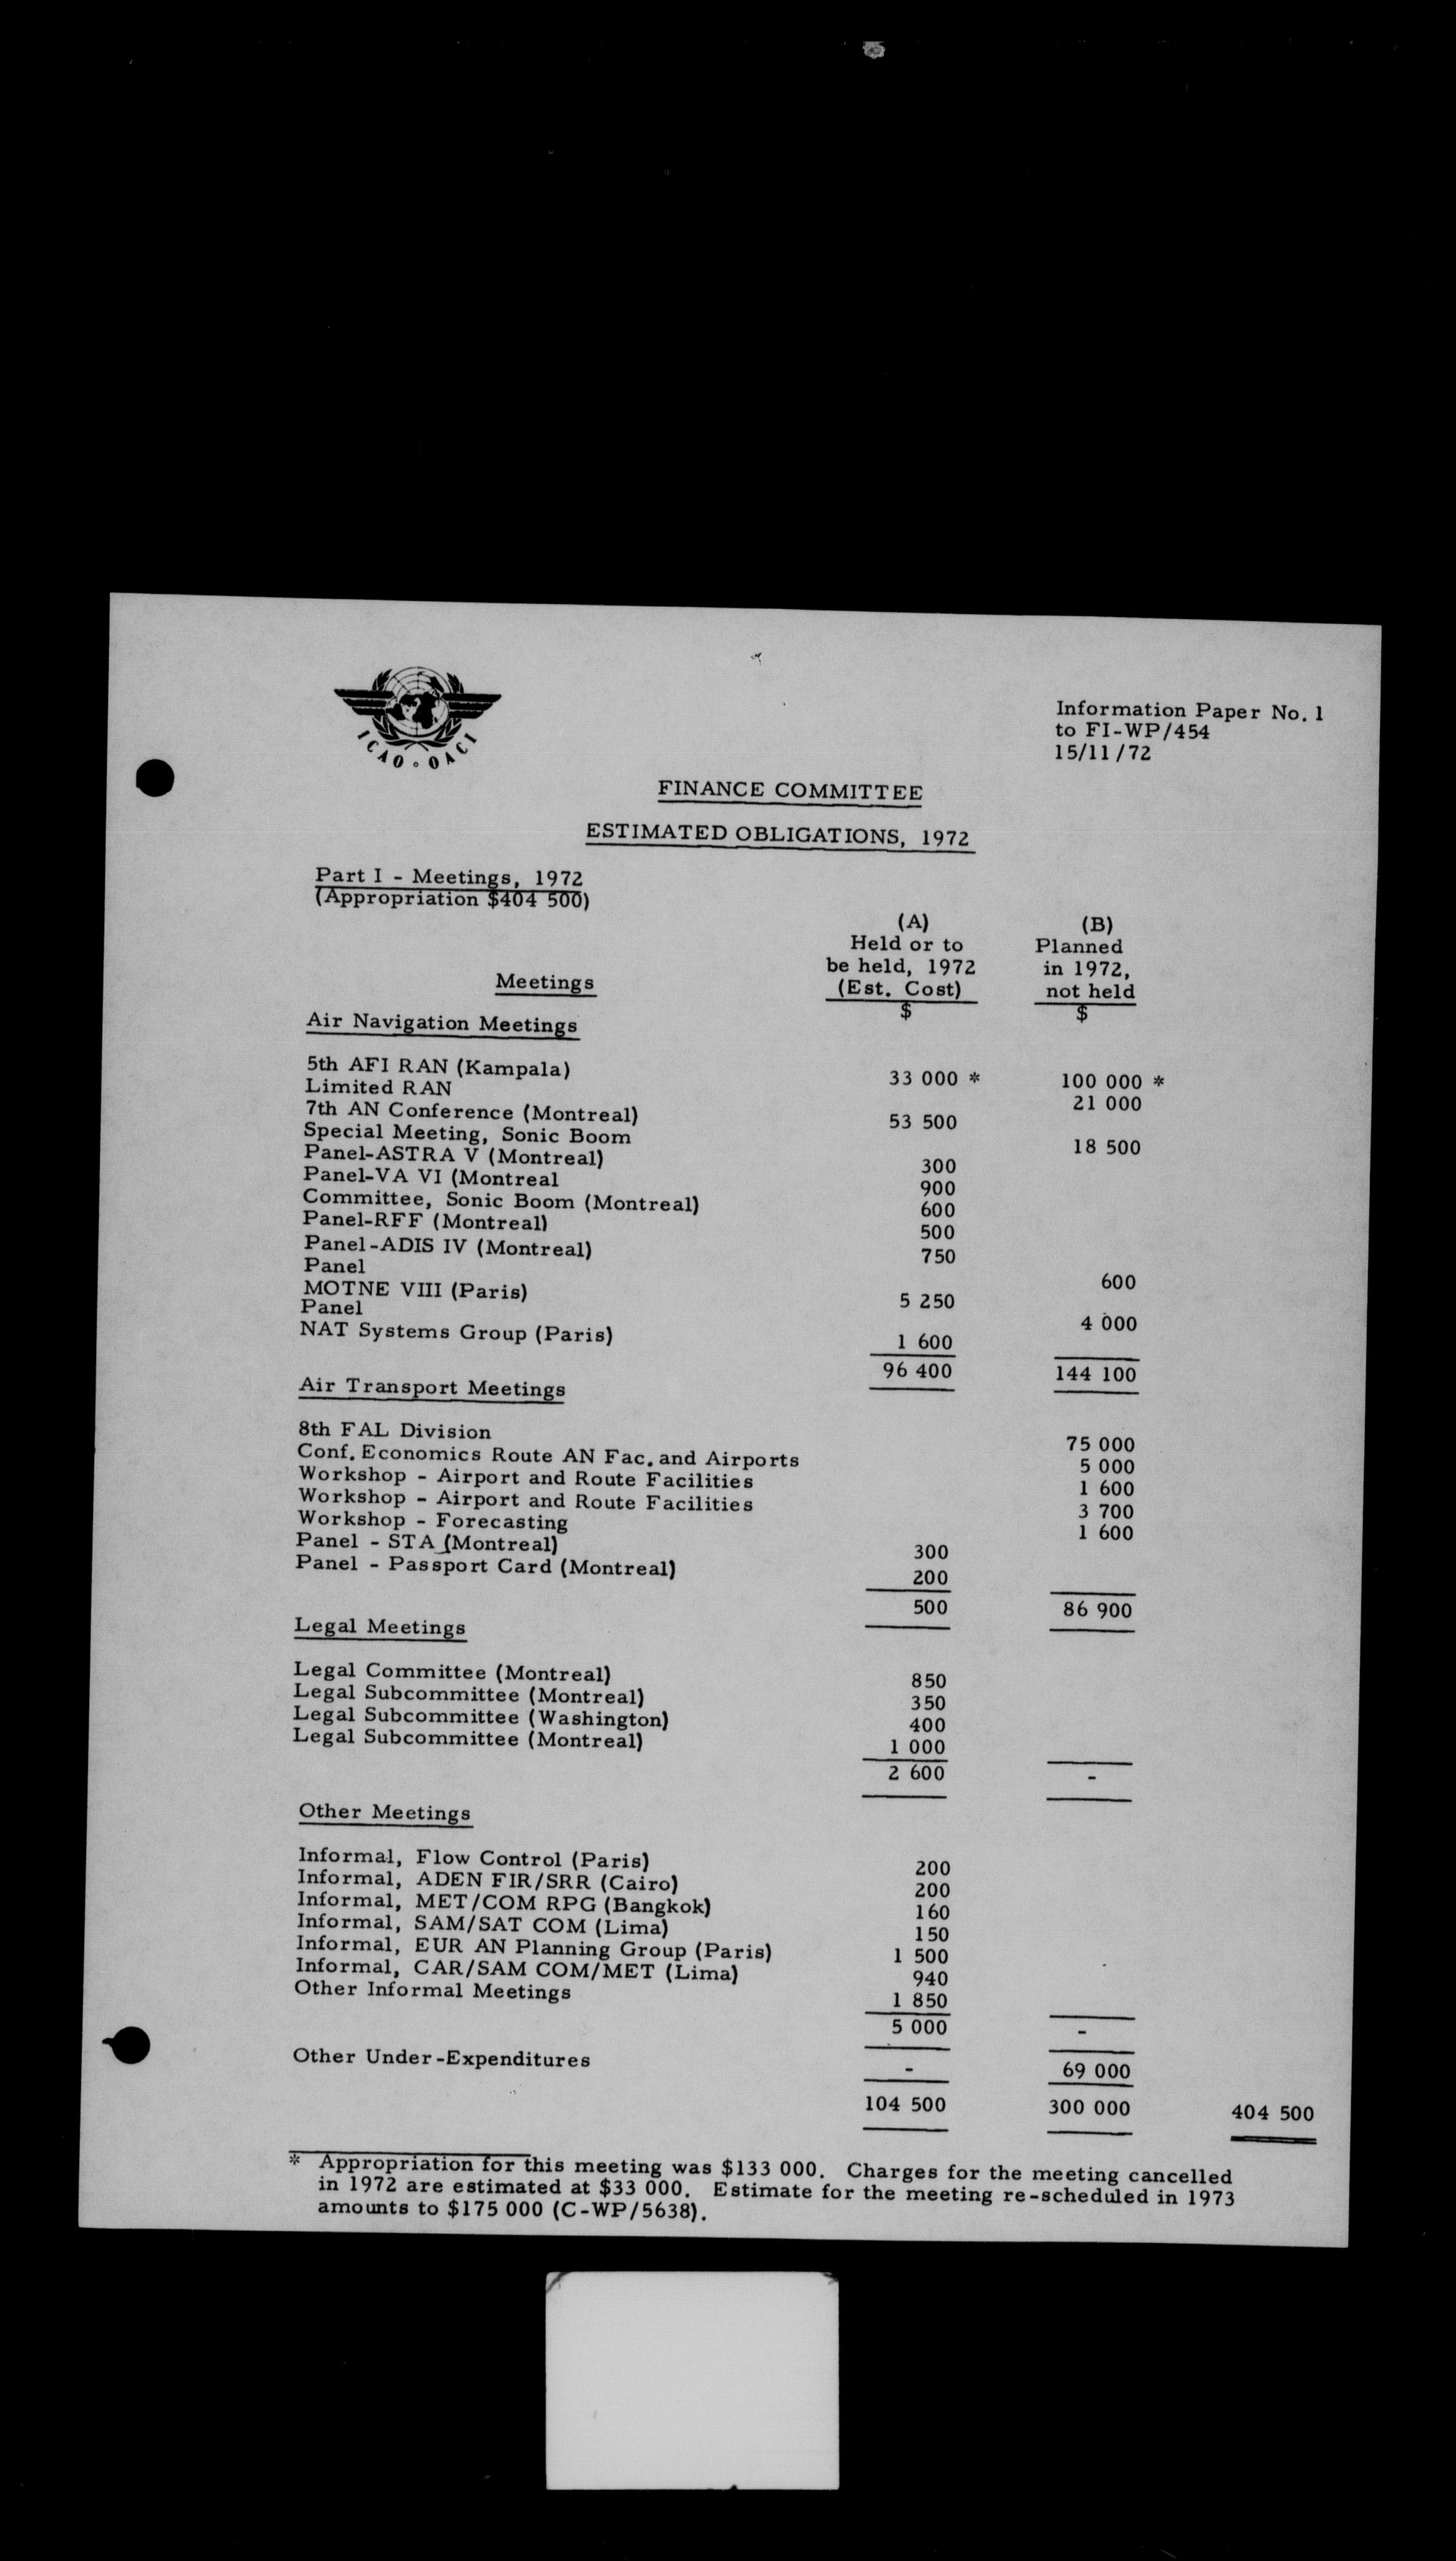 ICAO · OACI
Information Paper No. 1
to FI-WP/454
15/11/72
FINANCE COMMITTEE
ESTIMATED OBLIGATIONS, 1972
Part I - Meetings, 1972
(Appropriation $404 500)
(A) (B)
Held or to Planned
be held, 1972 in 1972,
Meetings (Est. Cost) not held
$ $
Air Navigation Meetings
5th AFI RAN (Kampala) 33 000 * 100 000 *
Limited RAN 21 000
7th AN Conference (Montreal) 53 500
Special Meeting, Sonic Boom 18 500
Panel-ASTRA V (Montreal) 300
Panel-VA VI (Montreal 900
Committee, Sonic Boom (Montreal) 600
Panel-RFF (Montreal) 500
Panel-ADIS IV (Montreal) 750
Panel 600
MOTNE VIII (Paris) 5 250
Panel 4 000
NAT Systems Group (Paris) 1 600
96 400 144 100
Air Transport Meetings
8th FAL Division 75 000
Conf. Economics Route AN Fac. and Airports 5 000
Workshop - Airport and Route Facilities 1 600
Workshop - Airport and Route Facilities 3 700
Workshop - Forecasting 1 600
Panel - STA (Montreal) 300
Panel - Passport Card (Montreal) 200
500 86 900
Legal Meetings
Legal Committee (Montreal) 850
Legal Subcommittee (Montreal) 350
Legal Subcommittee (Washington) 400
Legal Subcommittee (Montreal) 1 000
2 600 -
Other Meetings
Informal, Flow Control (Paris) 200
Informal, ADEN FIR/SRR (Cairo) 200
Informal, MET/COM RPG (Bangkok) 160
Informal, SAM/SAT COM (Lima) 150
Informal, EUR AN Planning Group (Paris) 1 500
Informal, CAR/SAM COM/MET (Lima) 940
Other Informal Meetings 1 850
5 000 -
Other Under-Expenditures - 69 000
104 500 300 000 404 500
* Appropriation for this meeting was $133 000. Charges for the meeting cancelled
in 1972 are estimated at $33 000. Estimate for the meeting re-scheduled in 1973
amounts to $175 000 (C-WP/5638).